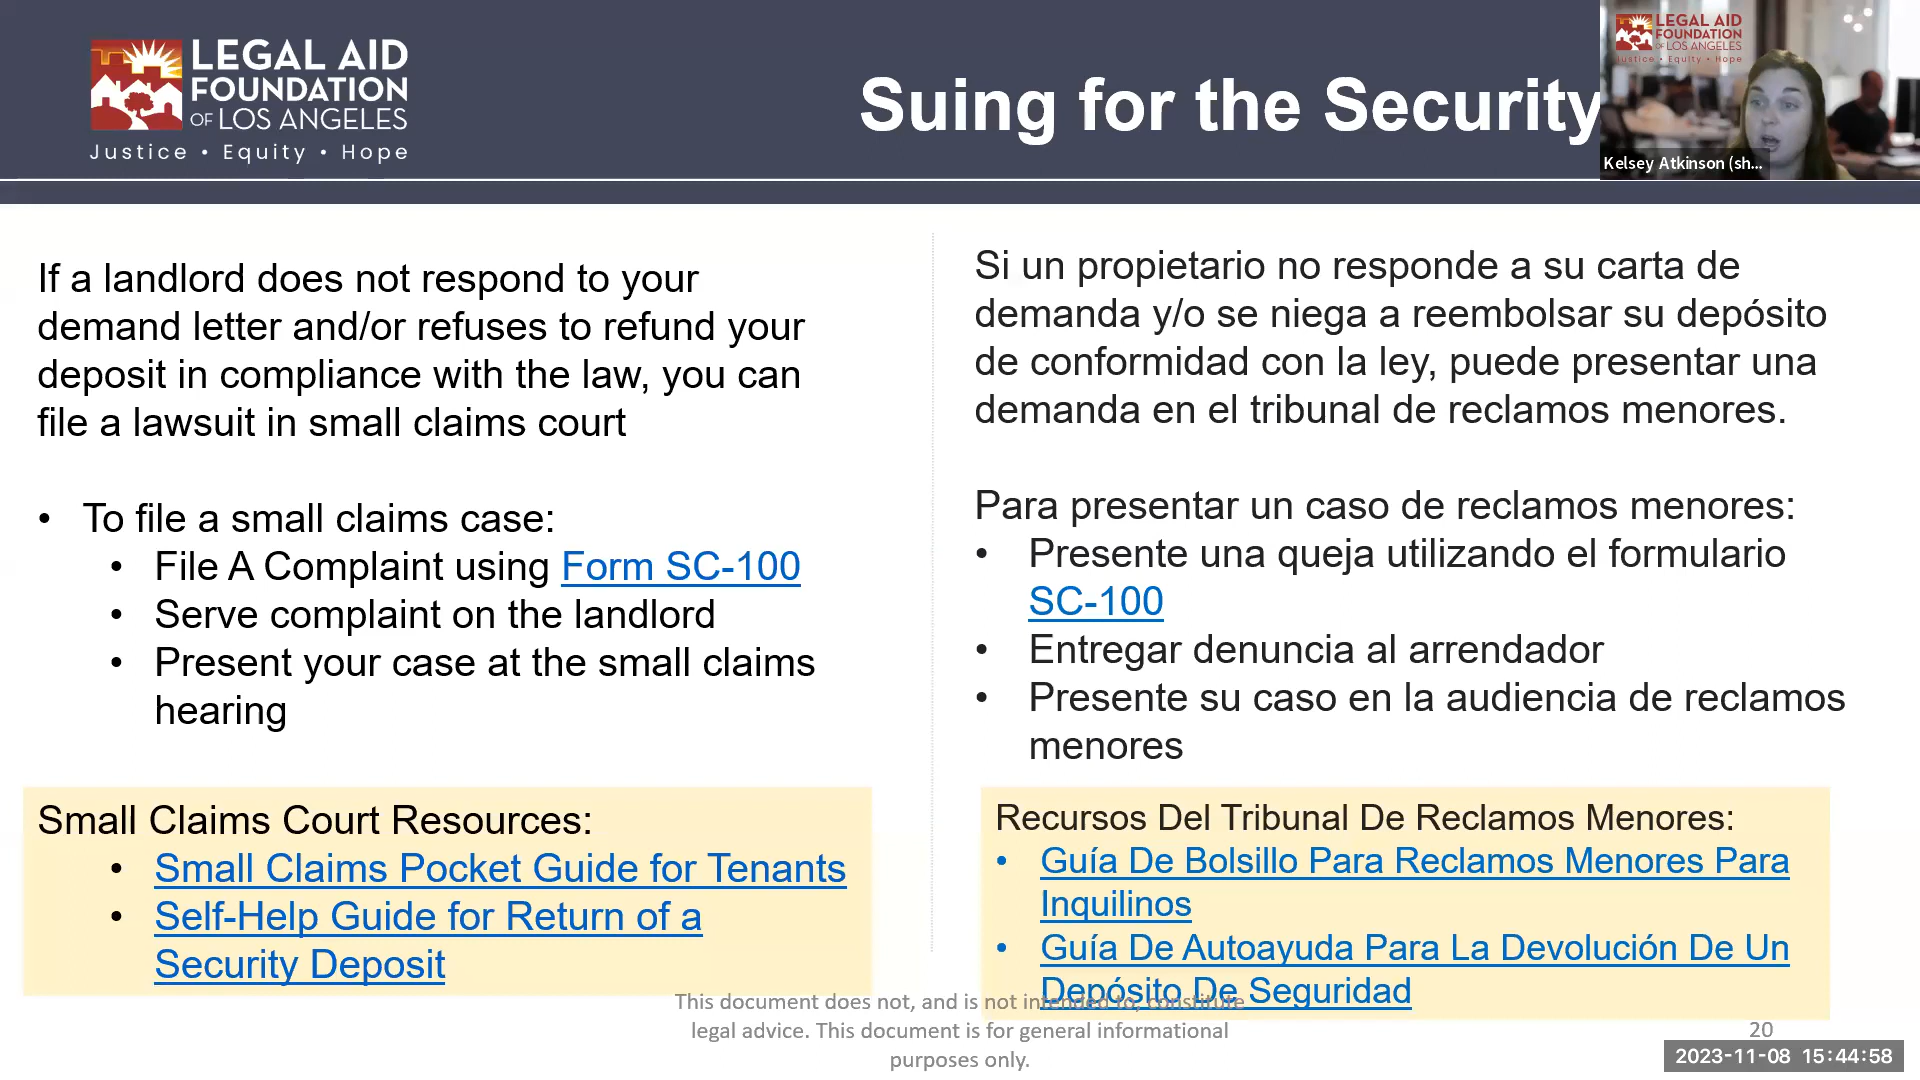 LEGAL AID
FOUNDATION
OF LOS ANGELES
Justice • Equity • Hope
Suing for the Security
LEGAL AID
FOUNDATION
OF LOS ANGELES
Justice • Equity • Hope
Kelsey Atkinson (sh...
If a landlord does not respond to your
demand letter and/or refuses to refund your
deposit in compliance with the law, you can
file a lawsuit in small claims court
• To file a small claims case:
• File A Complaint using Form SC-100
• Serve complaint on the landlord
• Present your case at the small claims
hearing
Small Claims Court Resources:
• Small Claims Pocket Guide for Tenants
• Self-Help Guide for Return of a
Security Deposit
Si un propietario no responde a su carta de
demanda y/o se niega a reembolsar su depósito
de conformidad con la ley, puede presentar una
demanda en el tribunal de reclamos menores.
Para presentar un caso de reclamos menores:
• Presente una queja utilizando el formulario
SC-100
• Entregar denuncia al arrendador
• Presente su caso en la audiencia de reclamos
menores
Recursos Del Tribunal De Reclamos Menores:
• Guía De Bolsillo Para Reclamos Menores Para
Inquilinos
• Guía De Autoayuda Para La Devolución De Un
Depósito De Seguridad
This document does not, and is not intended to, constitute
legal advice. This document is for general informational
purposes only.
20
2023-11-08 15:44:58